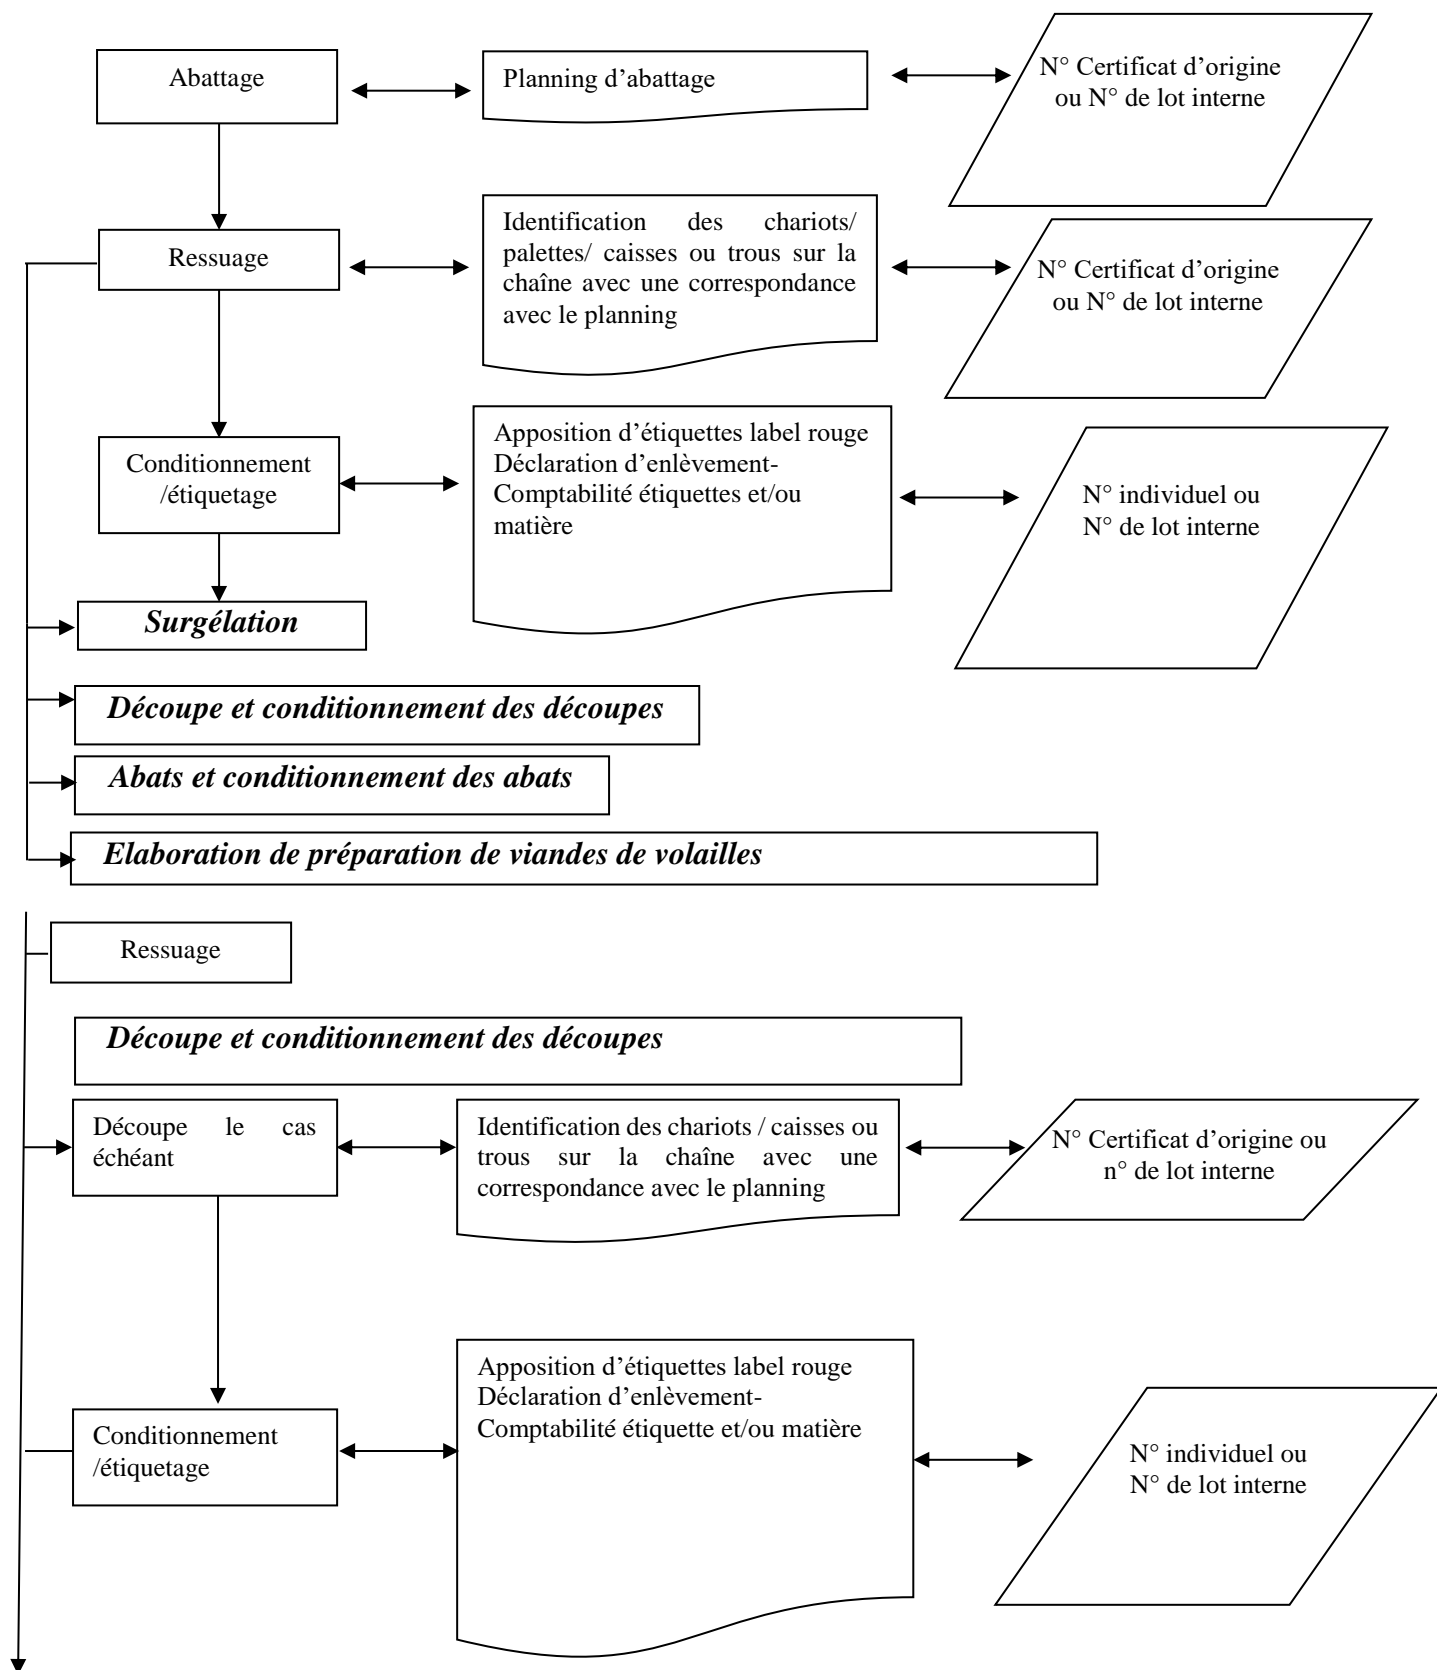 Abattage
Planning d’abattage
N° Certificat d’origine
ou N° de lot interne
Ressuage
Identification des chariots/
palettes/ caisses ou trous sur la
chaîne avec une correspondance
avec le planning
N° Certificat d’origine
ou N° de lot interne
Conditionnement
/étiquetage
Apposition d’étiquettes label rouge
Déclaration d’enlèvement-
Comptabilité étiquettes et/ou
matière
N° individuel ou
N° de lot interne
Surgélation
Découpe et conditionnement des découpes
Abats et conditionnement des abats
Elaboration de préparation de viandes de volailles
Ressuage
Découpe et conditionnement des découpes
Découpe le cas
échéant
Identification des chariots / caisses ou
trous sur la chaîne avec une
correspondance avec le planning
N° Certificat d’origine ou
n° de lot interne
Conditionnement
/étiquetage
Apposition d’étiquettes label rouge
Déclaration d’enlèvement-
Comptabilité étiquette et/ou matière
N° individuel ou
N° de lot interne